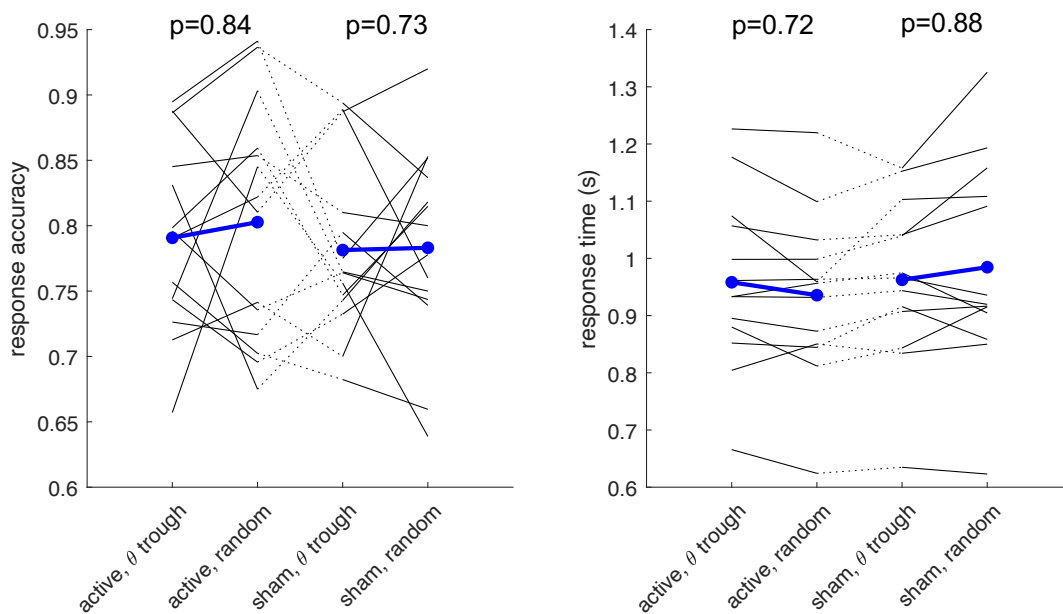 p=0.84
p=0.73
0.95
0.9
0.85
0.8
0.75
0.7
0.65
0.6
response accuracy
active, θ trough
active, random
sham, θ trough
sham, random
p=0.72
p=0.88
1.4
1.3
1.2
1.1
1
0.9
0.8
0.7
0.6
response time (s)
active, θ trough
active, random
sham, θ trough
sham, random